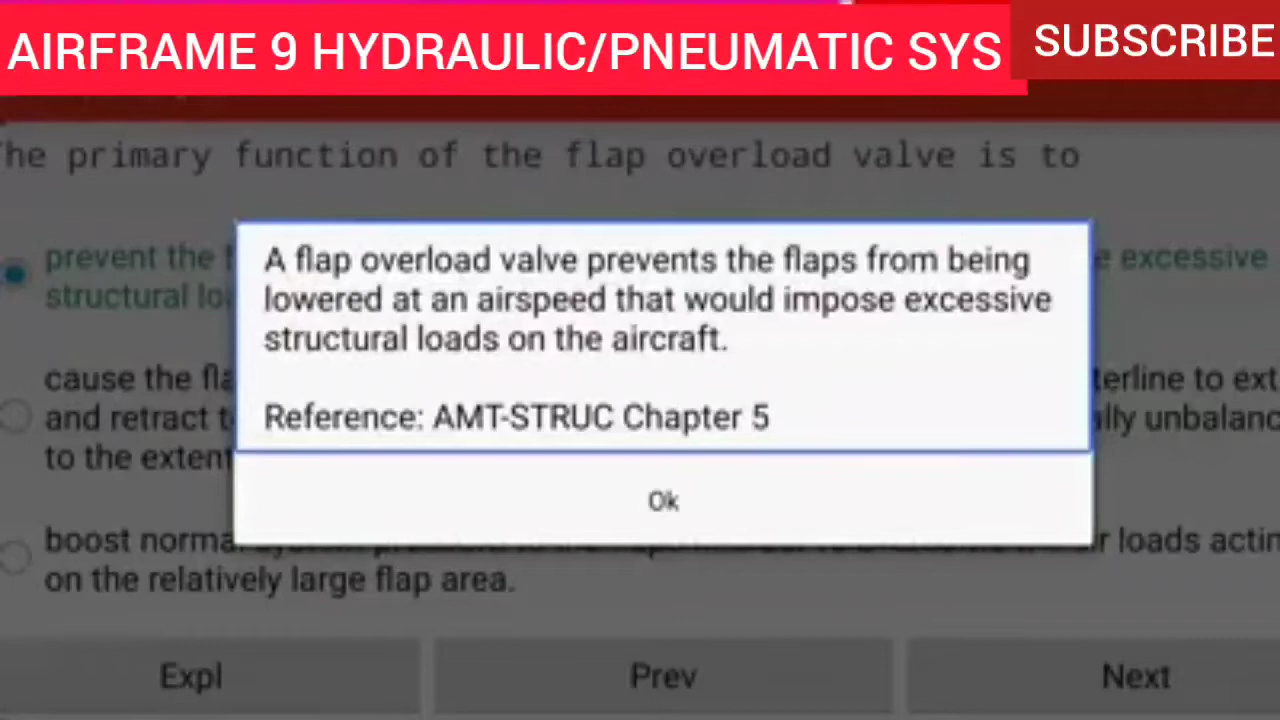 AIRFRAME 9 HYDRAULIC/PNEUMATIC SYS
SUBSCRIBE
he primary function of the flap overload valve is to
prevent the
e excessive
structural lo
A flap overload valve prevents the flaps from being
lowered at an airspeed that would impose excessive
structural loads on the aircraft.
Reference: AMT-STRUC Chapter 5
Ok
cause the fla
terline to ext
and retract t
ally unbalanc
to the extent
boost norma
r loads actin
on the relatively large flap area.
Expl
Prev
Next